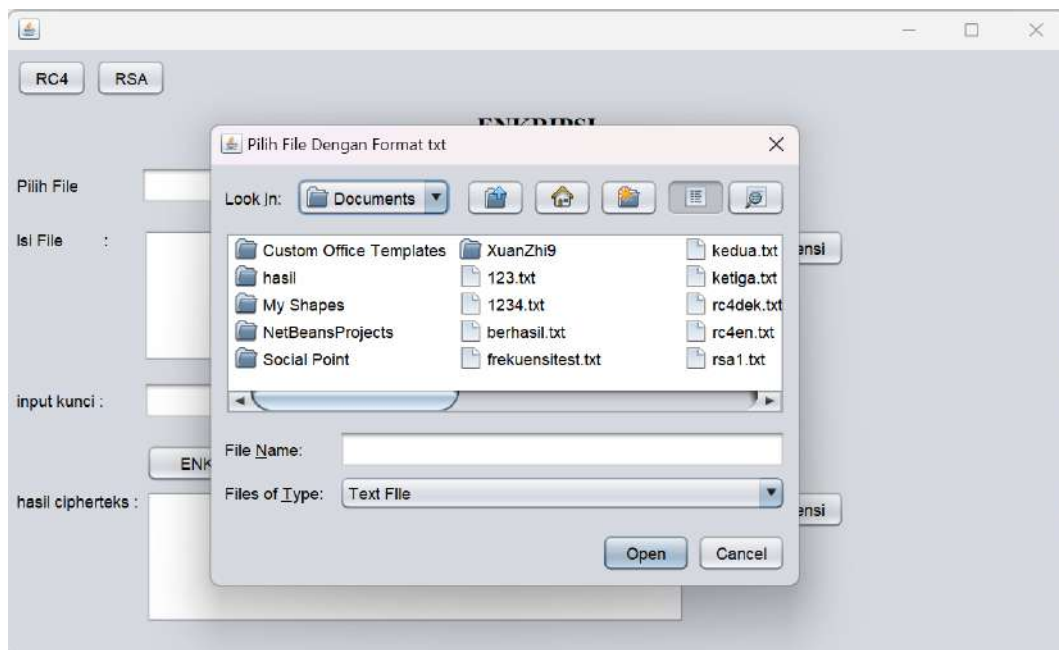 RC4 RSA
ENKRIPSI
Pilih File Dengan Format txt
Pilih File
Look In: Documents
Isi File :
Custom Office Templates XuanZhi9 kedua.txt
ensi
hasil 123.txt ketiga.txt
My Shapes 1234.txt rc4dek.txt
NetBeansProjects berhasil.txt rc4en.txt
Social Point frekuensitest.txt rsa1.txt
input kunci :
File Name:
ENK
Files of Type: Text FIle
hasil cipherteks :
ensi
Open Cancel